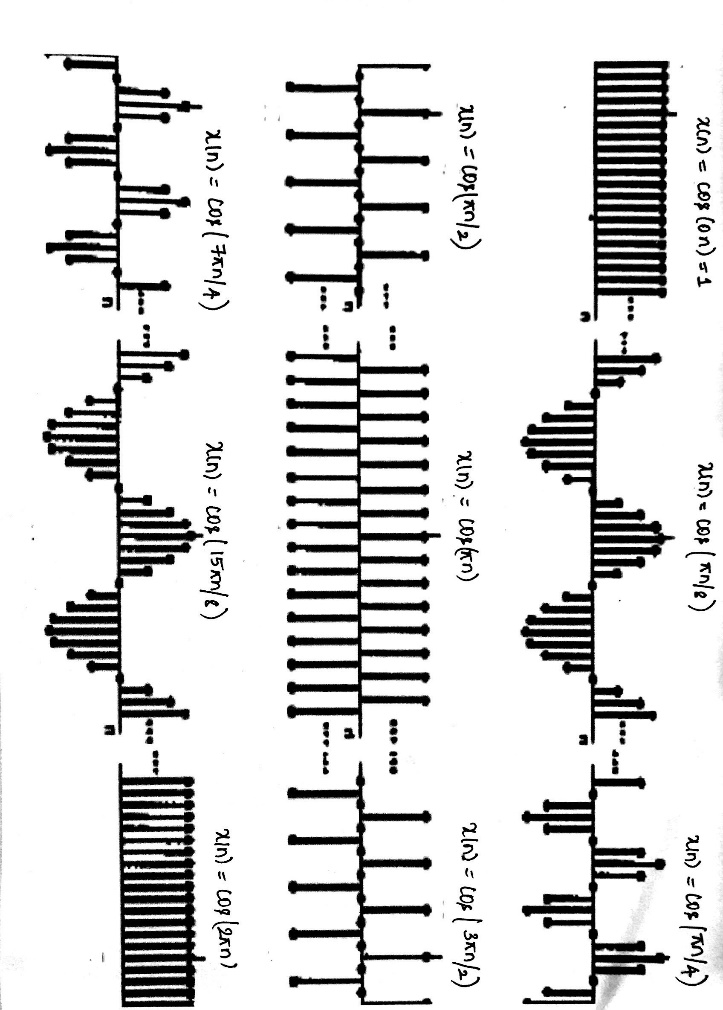 x(n) = cos(0n) = 1
x(n) = cos(πn/8)
x(n) = cos(πn/4)
n
n
x(n) = cos(πn/2)
x(n) = cos(πn)
x(n) = cos(3πn/2)
n
n
x(n) = cos(7πn/4)
x(n) = cos(15πn/8)
x(n) = cos(2πn)
n
n